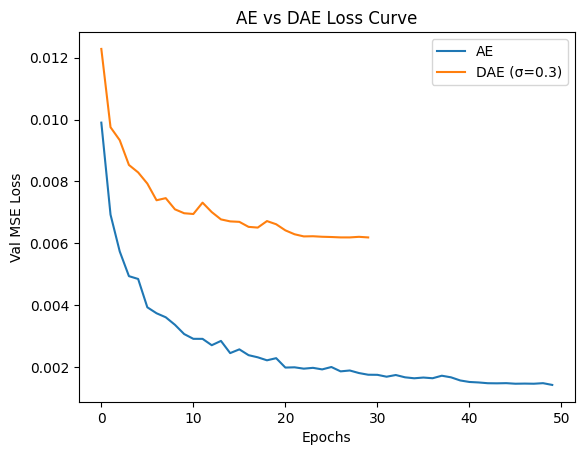 AE vs DAE Loss Curve
AE
DAE (σ=0.3)
Val MSE Loss
0.012
0.010
0.008
0.006
0.004
0.002
0 10 20 30 40 50
Epochs